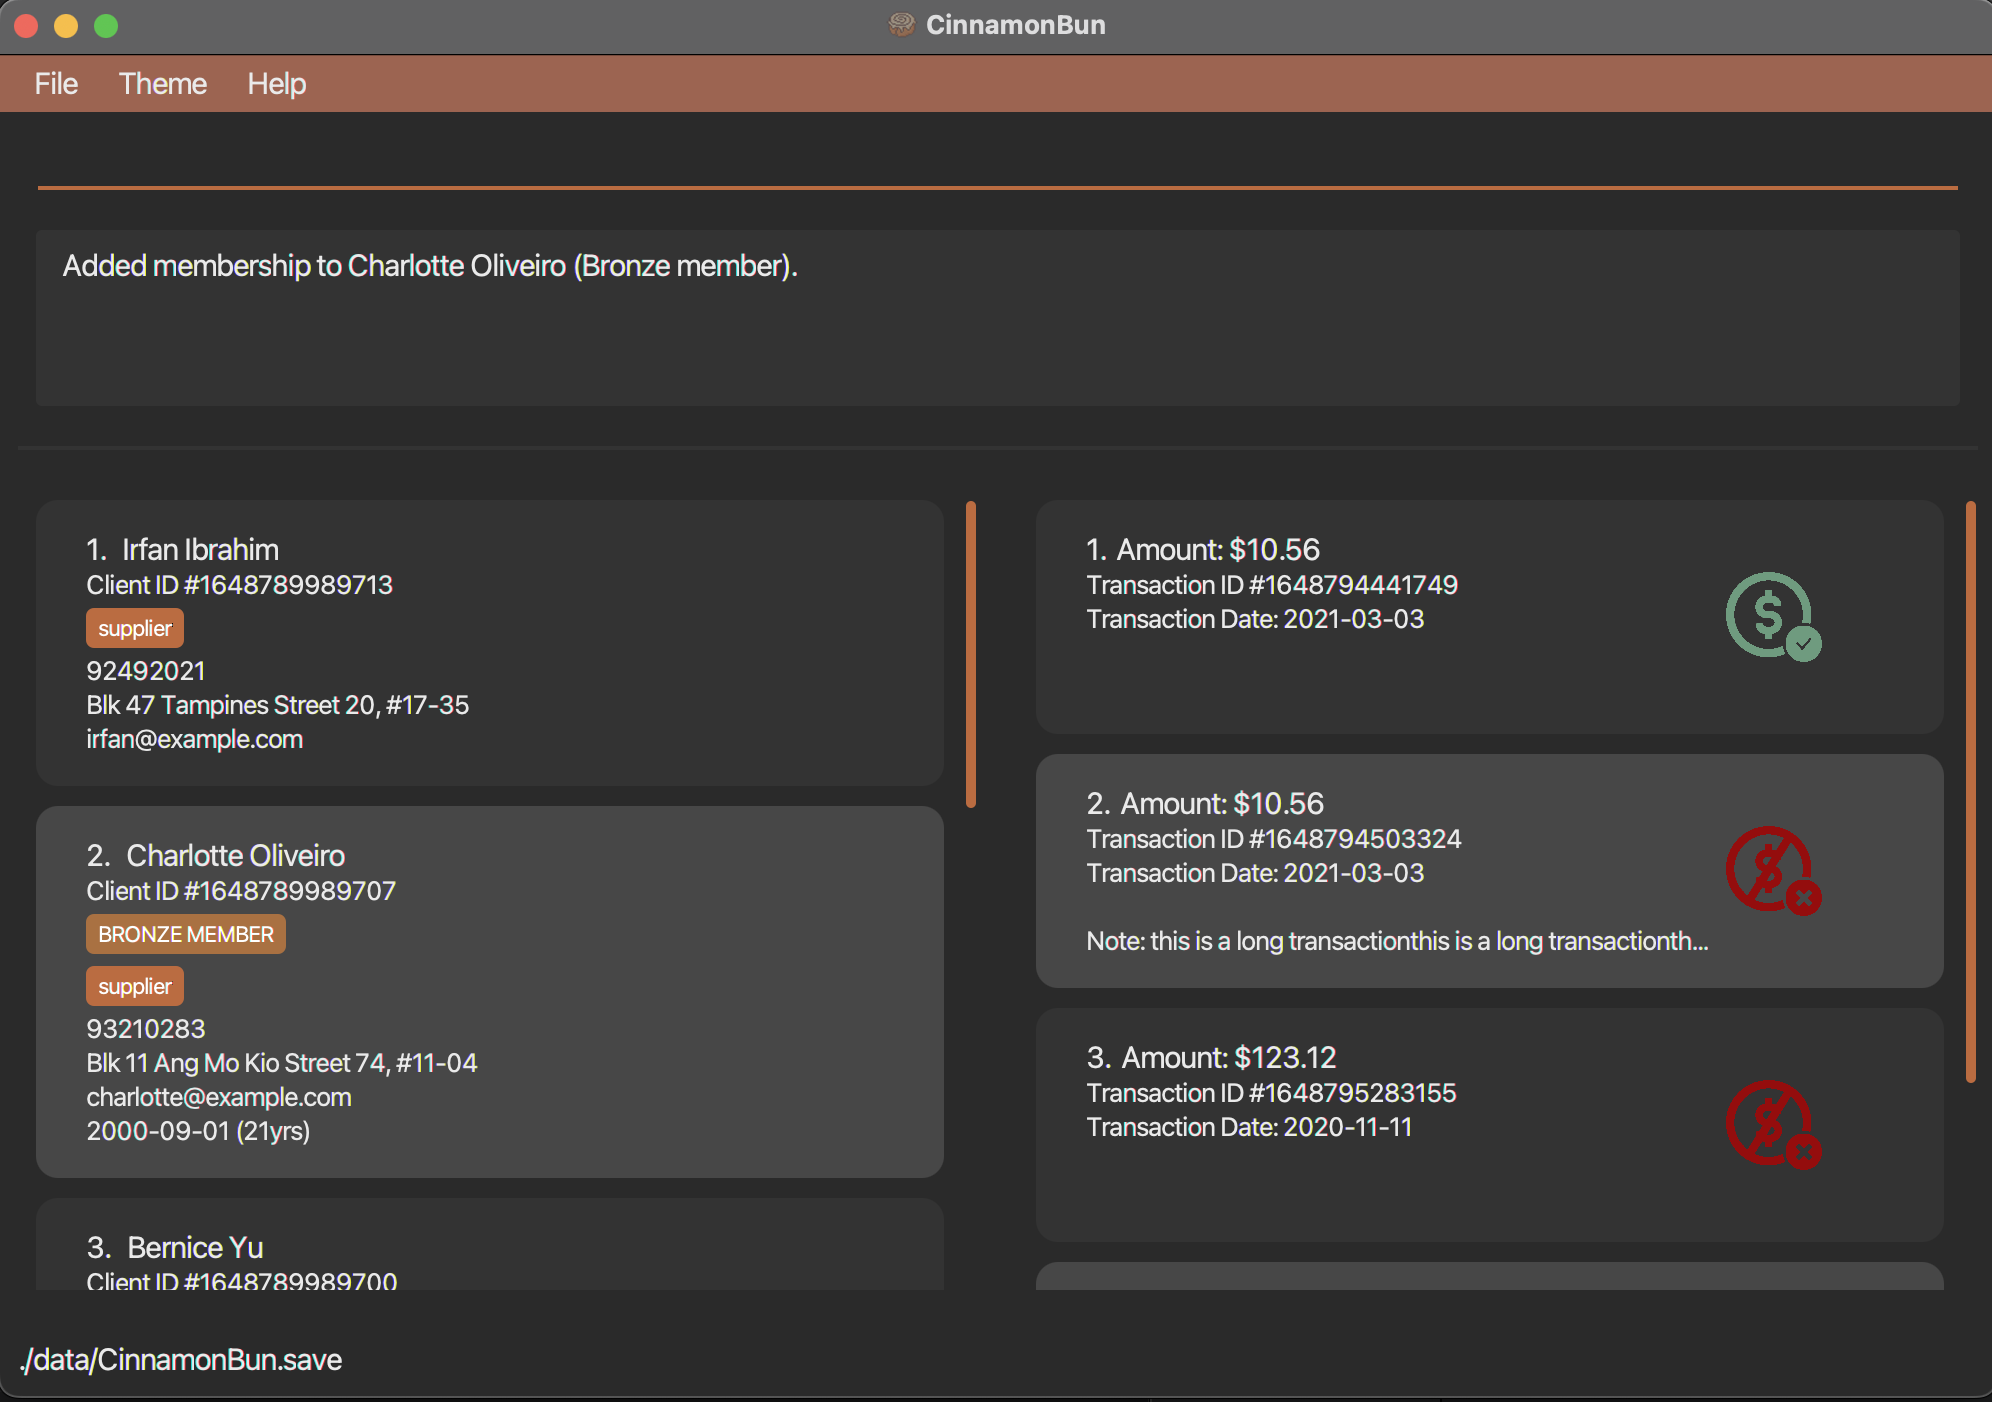 CinnamonBun
File Theme Help
Added membership to Charlotte Oliveiro (Bronze member).
1. Irfan Ibrahim
Client ID #1648789989713
supplier
92492021
Blk 47 Tampines Street 20, #17-35
irfan@example.com
2. Charlotte Oliveiro
Client ID #1648789989707
BRONZE MEMBER
supplier
93210283
Blk 11 Ang Mo Kio Street 74, #11-04
charlotte@example.com
2000-09-01 (21yrs)
3. Bernice Yu
Client ID #1648789989700
1. Amount: $10.56
Transaction ID #1648794441749
Transaction Date: 2021-03-03
2. Amount: $10.56
Transaction ID #1648794503324
Transaction Date: 2021-03-03
Note: this is a long transactionthis is a long transactionth...
3. Amount: $123.12
Transaction ID #1648795283155
Transaction Date: 2020-11-11
./data/CinnamonBun.save